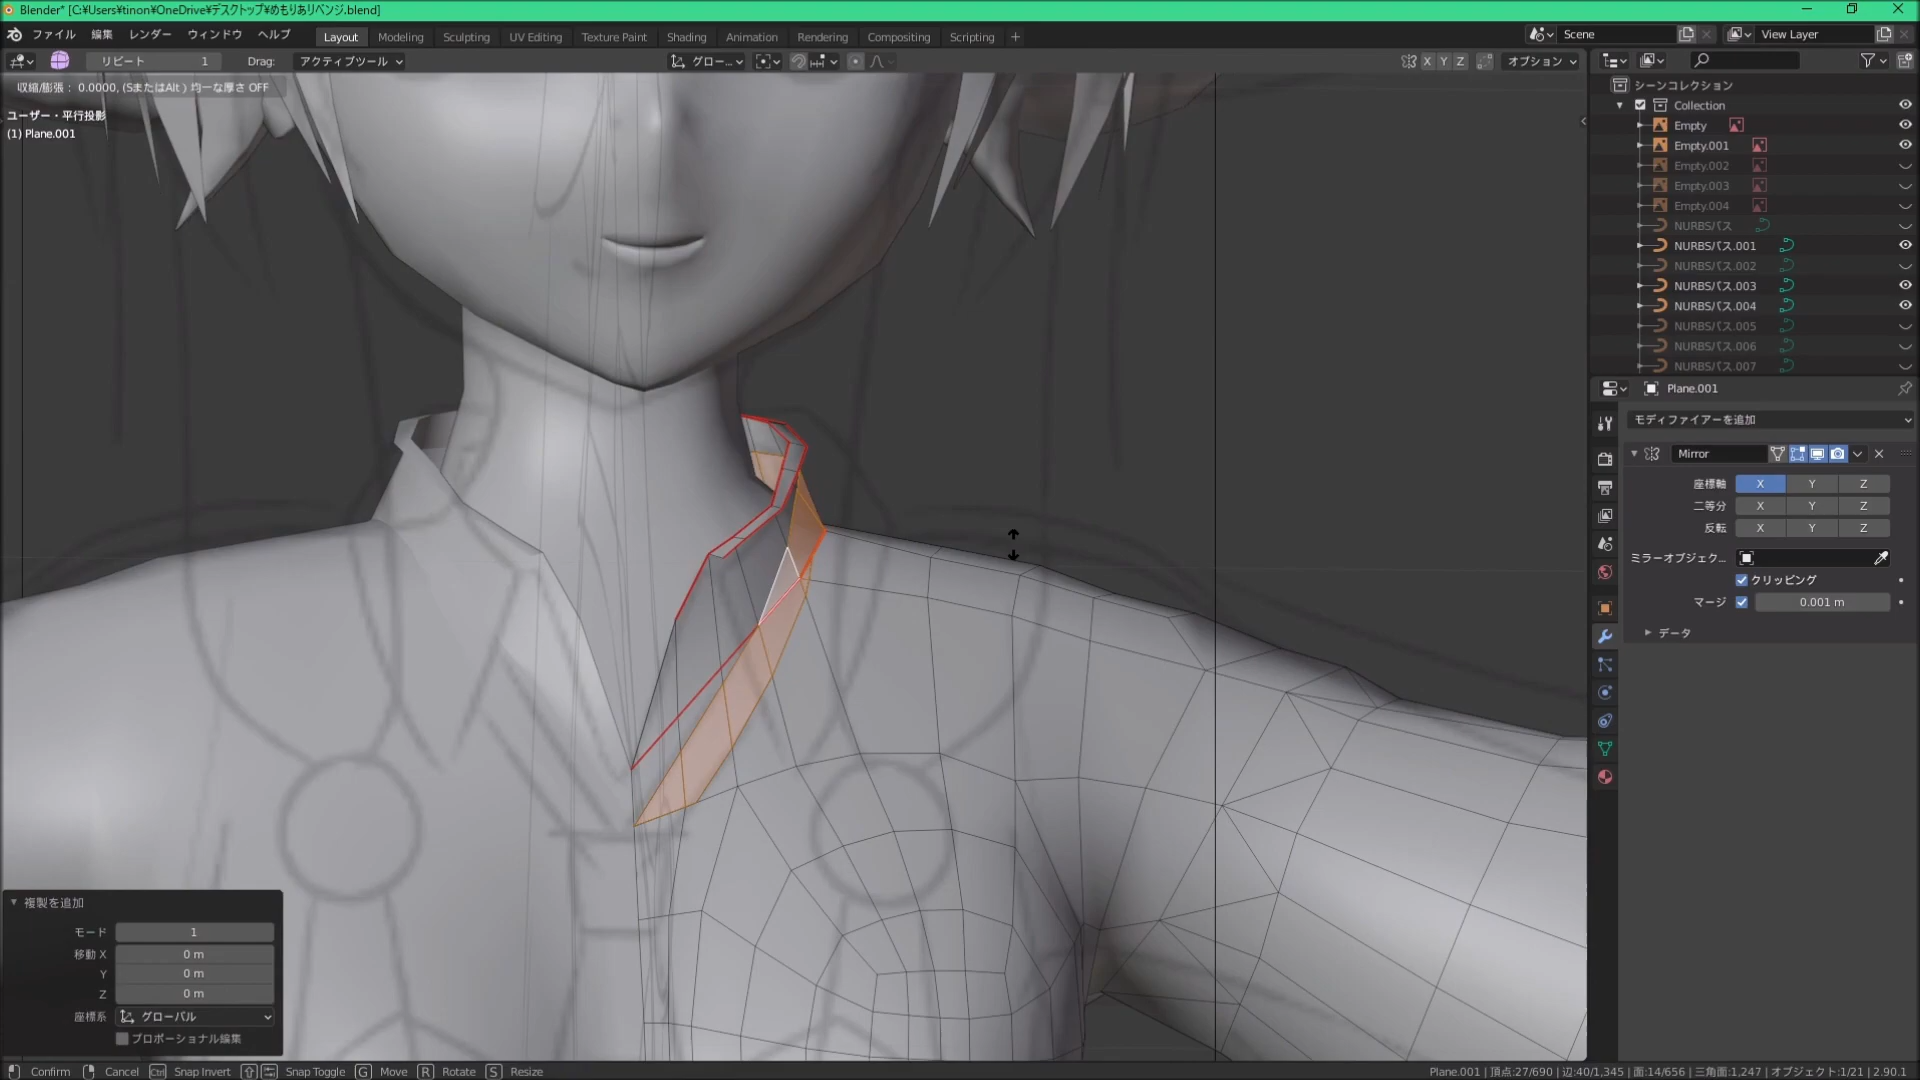 Blender* [C:¥Users¥tinon¥OneDrive¥デスクトップ¥めもりありベンジ.blend]
ファイル 編集 レンダー ウィンドウ ヘルプ Layout Modeling Sculpting UV Editing Texture Paint Shading Animation Rendering Compositing Scripting + Scene View Layer
リピート 1 Drag: アクティブツール グロー... X Y Z オプション
収縮/膨張： 0.0000, (SまたはAlt ) 均一な厚さ OFF
ユーザー・平行投影
(1) Plane.001
シーンコレクション
Collection
Empty
Empty.001
Empty.002
Empty.003
Empty.004
NURBSパス
NURBSパス.001
NURBSパス.002
NURBSパス.003
NURBSパス.004
NURBSパス.005
NURBSパス.006
NURBSパス.007
Plane.001
モディファイアーを追加
Mirror
座標軸 X Y Z
二等分 X Y Z
反転 X Y Z
ミラーオブジェク...
クリッピング
マージ 0.001 m
データ
複製を追加
モード 1
移動 X 0 m
Y 0 m
Z 0 m
座標系 グローバル
プロポーショナル編集
Confirm Cancel Ctrl Snap Invert Snap Toggle G Move R Rotate S Resize
Plane.001 | 頂点:27/690 | 辺:40/1,345 | 面:14/656 | 三角面:1,247 | オブジェクト:1/21 | 2.90.1